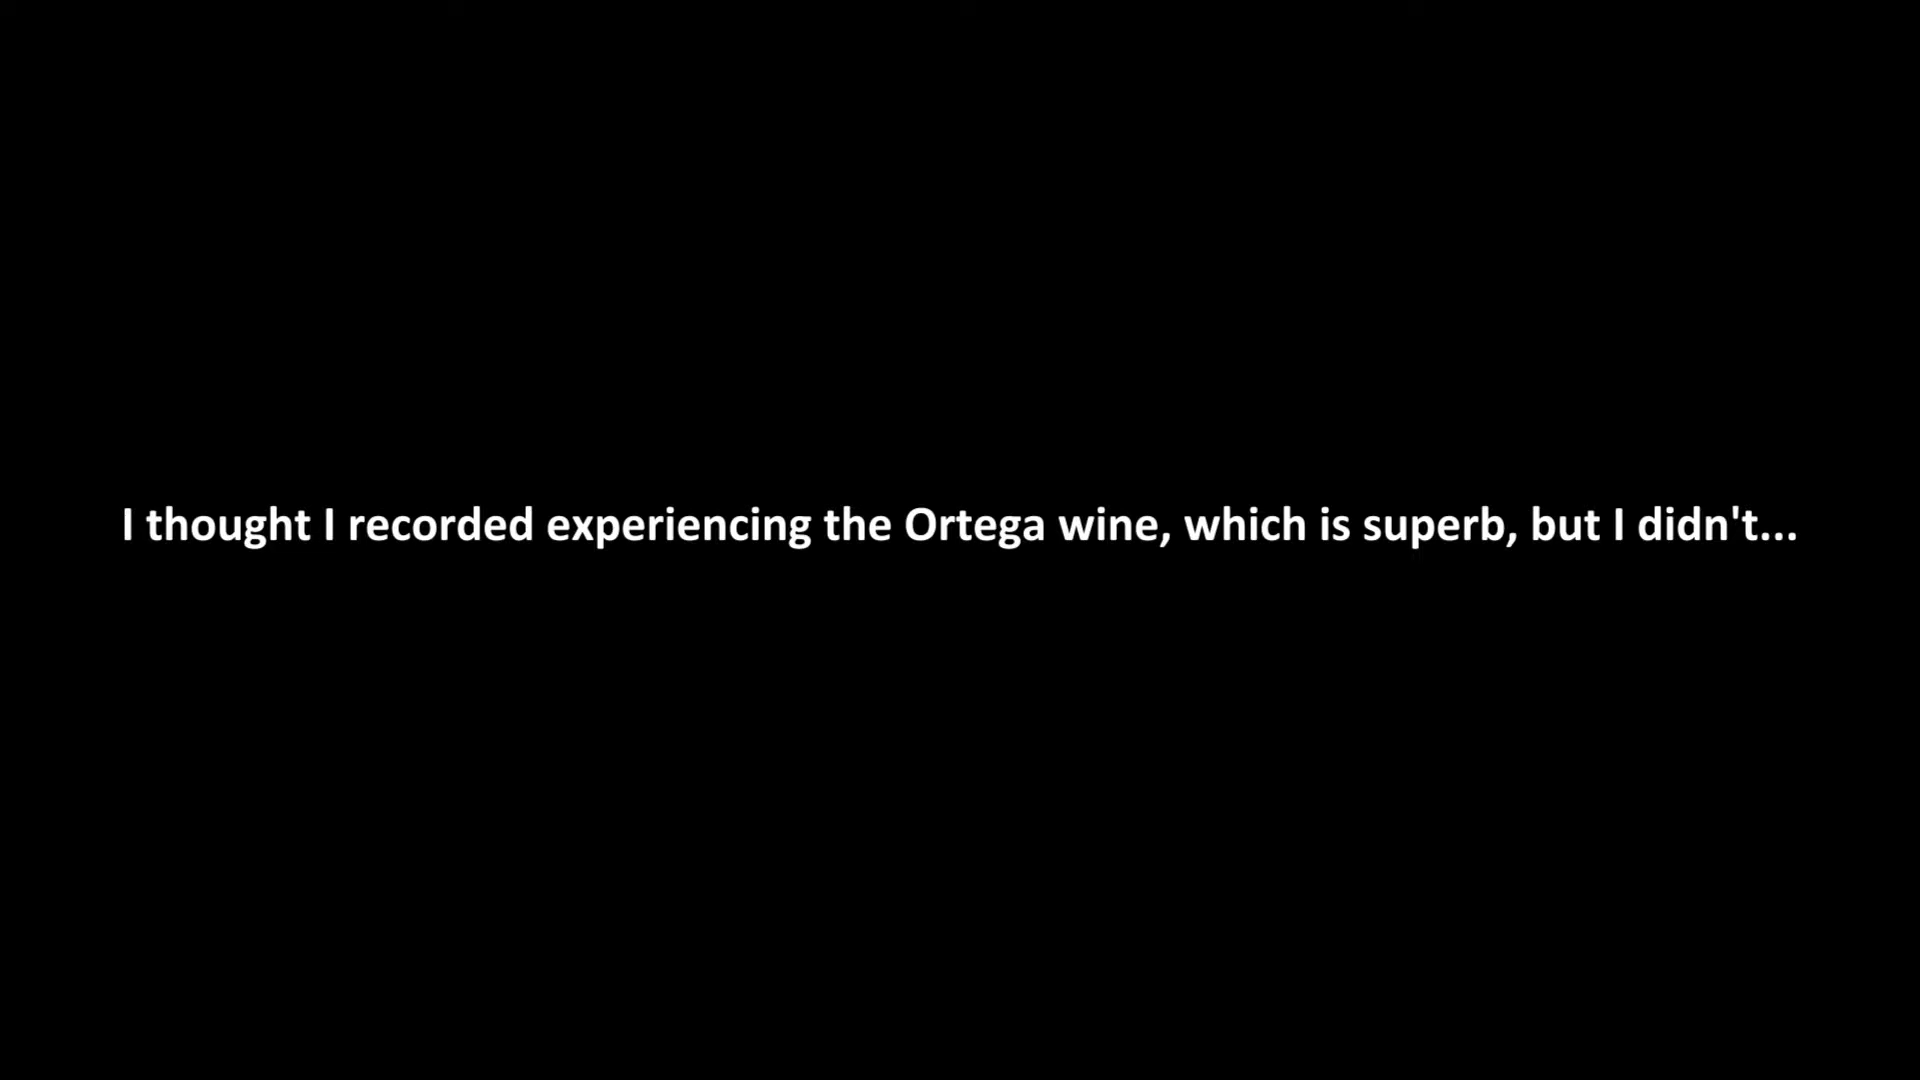 I thought I recorded experiencing the Ortega wine, which is superb, but I didn't...